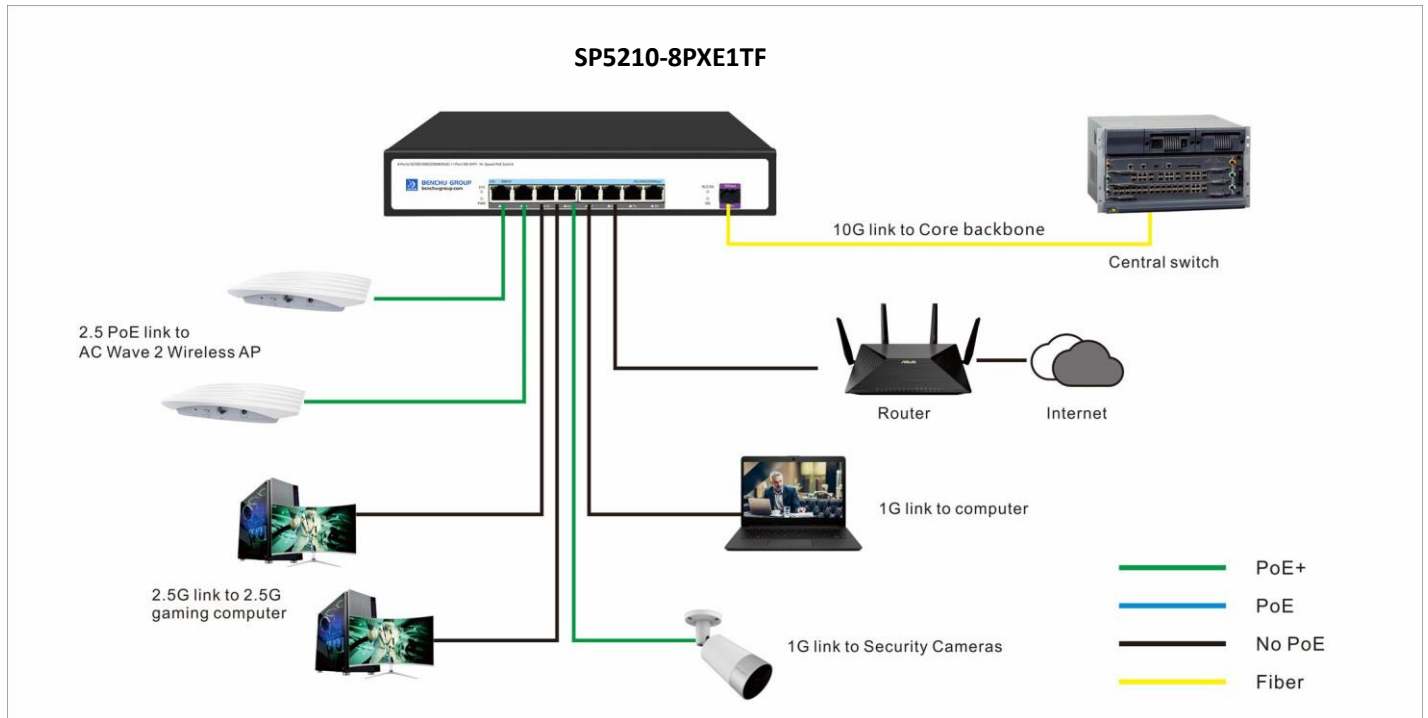 SP5210-8PXE1TF
BENCHU GROUP
benchugroup.com
10G link to Core backbone
Central switch
2.5 PoE link to
AC Wave 2 Wireless AP
Router
Internet
1G link to computer
2.5G link to 2.5G
gaming computer
1G link to Security Cameras
PoE+
PoE
No PoE
Fiber